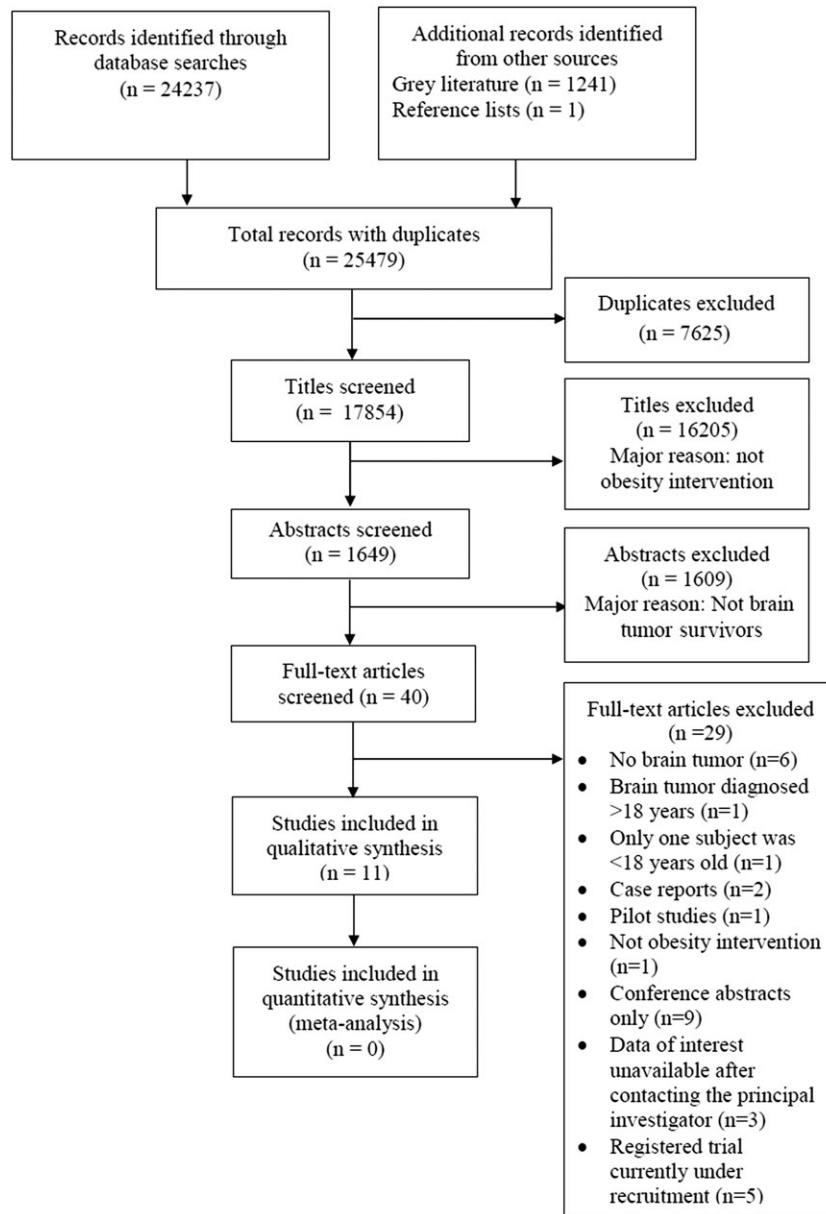 Records identified through
database searches
(n = 24237)
Additional records identified
from other sources
Grey literature (n = 1241)
Reference lists (n = 1)
Total records with duplicates
(n = 25479)
Duplicates excluded
(n = 7625)
Titles screened
(n = 17854)
Titles excluded
(n = 16205)
Major reason: not
obesity intervention
Abstracts screened
(n = 1649)
Abstracts excluded
(n = 1609)
Major reason: Not brain
tumor survivors
Full-text articles
screened (n = 40)
Full-text articles excluded
(n =29)
• No brain tumor (n=6)
• Brain tumor diagnosed
>18 years (n=1)
• Only one subject was
<18 years old (n=1)
• Case reports (n=2)
• Pilot studies (n=1)
• Not obesity intervention
(n=1)
• Conference abstracts
only (n=9)
• Data of interest
unavailable after
contacting the principal
investigator (n=3)
• Registered trial
currently under
recruitment (n=5)
Studies included in
qualitative synthesis
(n = 11)
Studies included in
quantitative synthesis
(meta-analysis)
(n = 0)